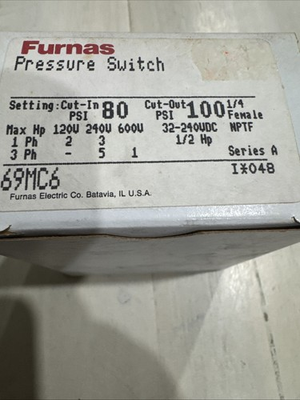 Furnas
Pressure Switch
Setting: Cut-In PSI 80 Cut-Out PSI 100 1/4 Female NPTF
Max Hp 120V 240V 600V 32-240VDC
1 Ph 2 3 1/2 Hp
3 Ph - 5 1 Series A
69MC6 I*04B
Furnas Electric Co. Batavia, IL U.S.A.